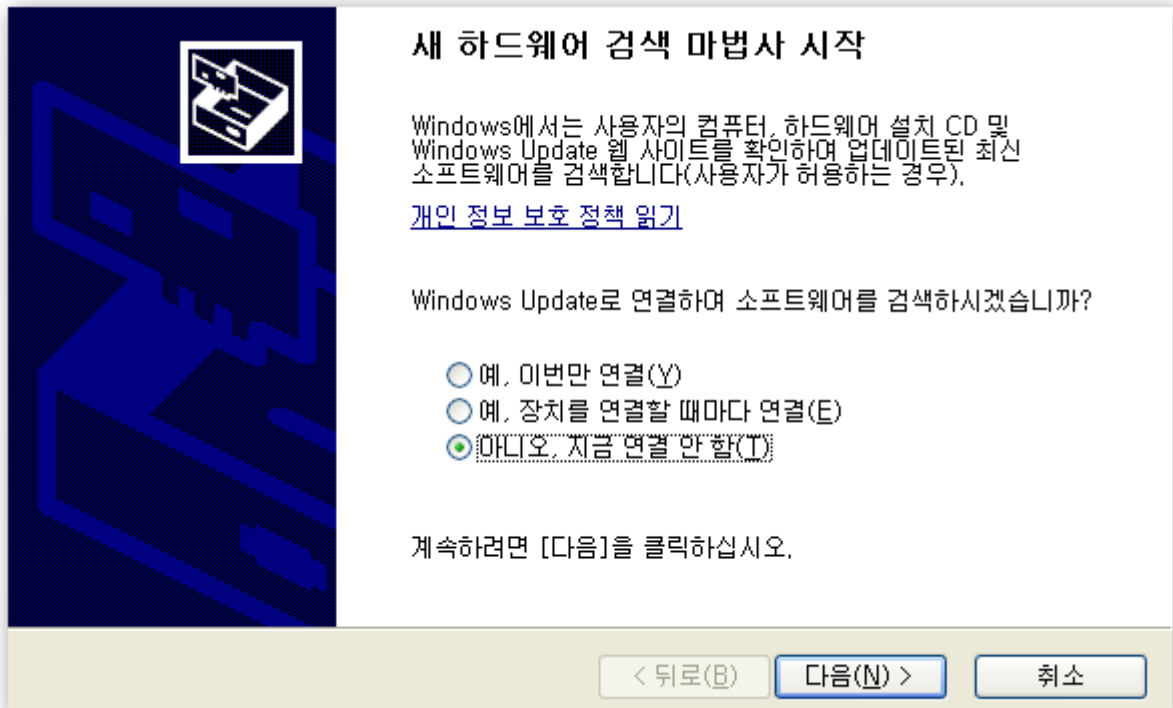 새 하드웨어 검색 마법사 시작
Windows에서는 사용자의 컴퓨터, 하드웨어 설치 CD 및
Windows Update 웹 사이트를 확인하여 업데이트된 최신
소프트웨어를 검색합니다(사용자가 허용하는 경우).
개인 정보 보호 정책 읽기
Windows Update로 연결하여 소프트웨어를 검색하시겠습니까?
예, 이번만 연결(Y)
예, 장치를 연결할 때마다 연결(E)
아니오, 지금 연결 안 함(T)
계속하려면 [다음]을 클릭하십시오.
< 뒤로(B)
다음(N) >
취소